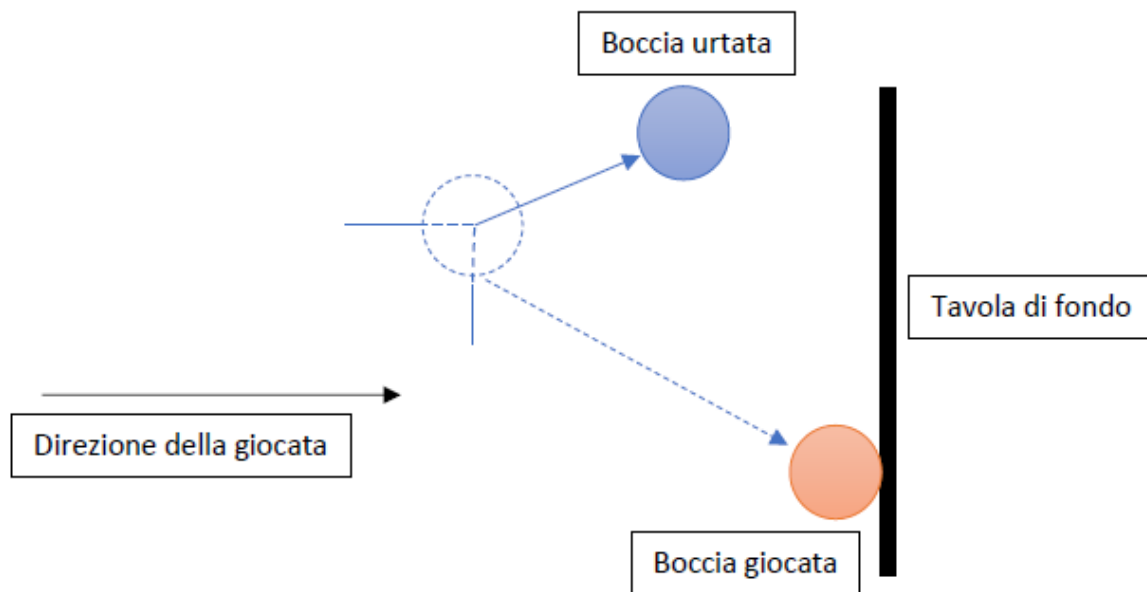 Boccia urtata
Tavola di fondo
Direzione della giocata
Boccia giocata